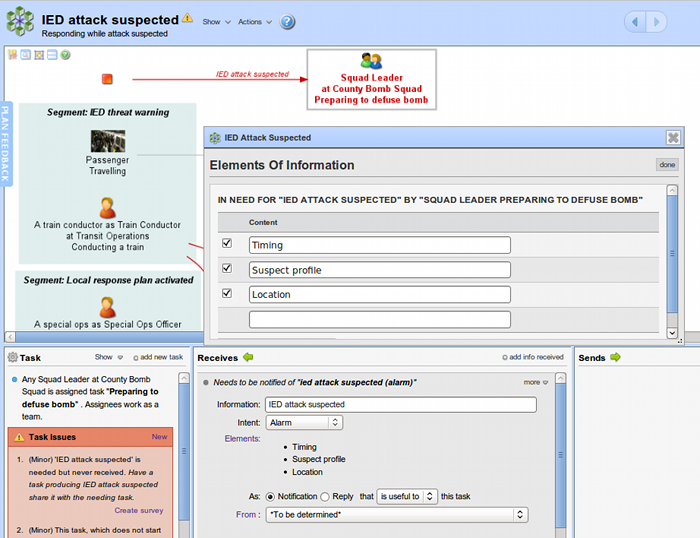 IED attack suspected
Show
Actions
Responding while attack suspected
IED attack suspected
Squad Leader
at County Bomb Squad
Preparing to defuse bomb
PLAN FEEDBACK
Segment: IED threat warning
Passenger
Travelling
A train conductor as Train Conductor
at Transit Operations
Conducting a train
Segment: Local response plan activated
A special ops as Special Ops Officer
IED Attack Suspected
Elements Of Information
done
IN NEED FOR "IED ATTACK SUSPECTED" BY "SQUAD LEADER PREPARING TO DEFUSE BOMB"
Content
Timing
Suspect profile
Location
Task
Show
add new task
Any Squad Leader at County Bomb
Squad is assigned task "Preparing
to defuse bomb" . Assignees work as a
team.
Task Issues
New
1. (Minor) 'IED attack suspected' is
needed but never received. Have a
task producing IED attack suspected
share it with the needing task.
Create survey
2. (Minor) This task, which does not start
Receives
add info received
Needs to be notified of "ied attack suspected (alarm)"
more
Information: IED attack suspected
Intent: Alarm
Elements:
Timing
Suspect profile
Location
As: Notification Reply that is useful to this task
From : *To be determined*
Sends